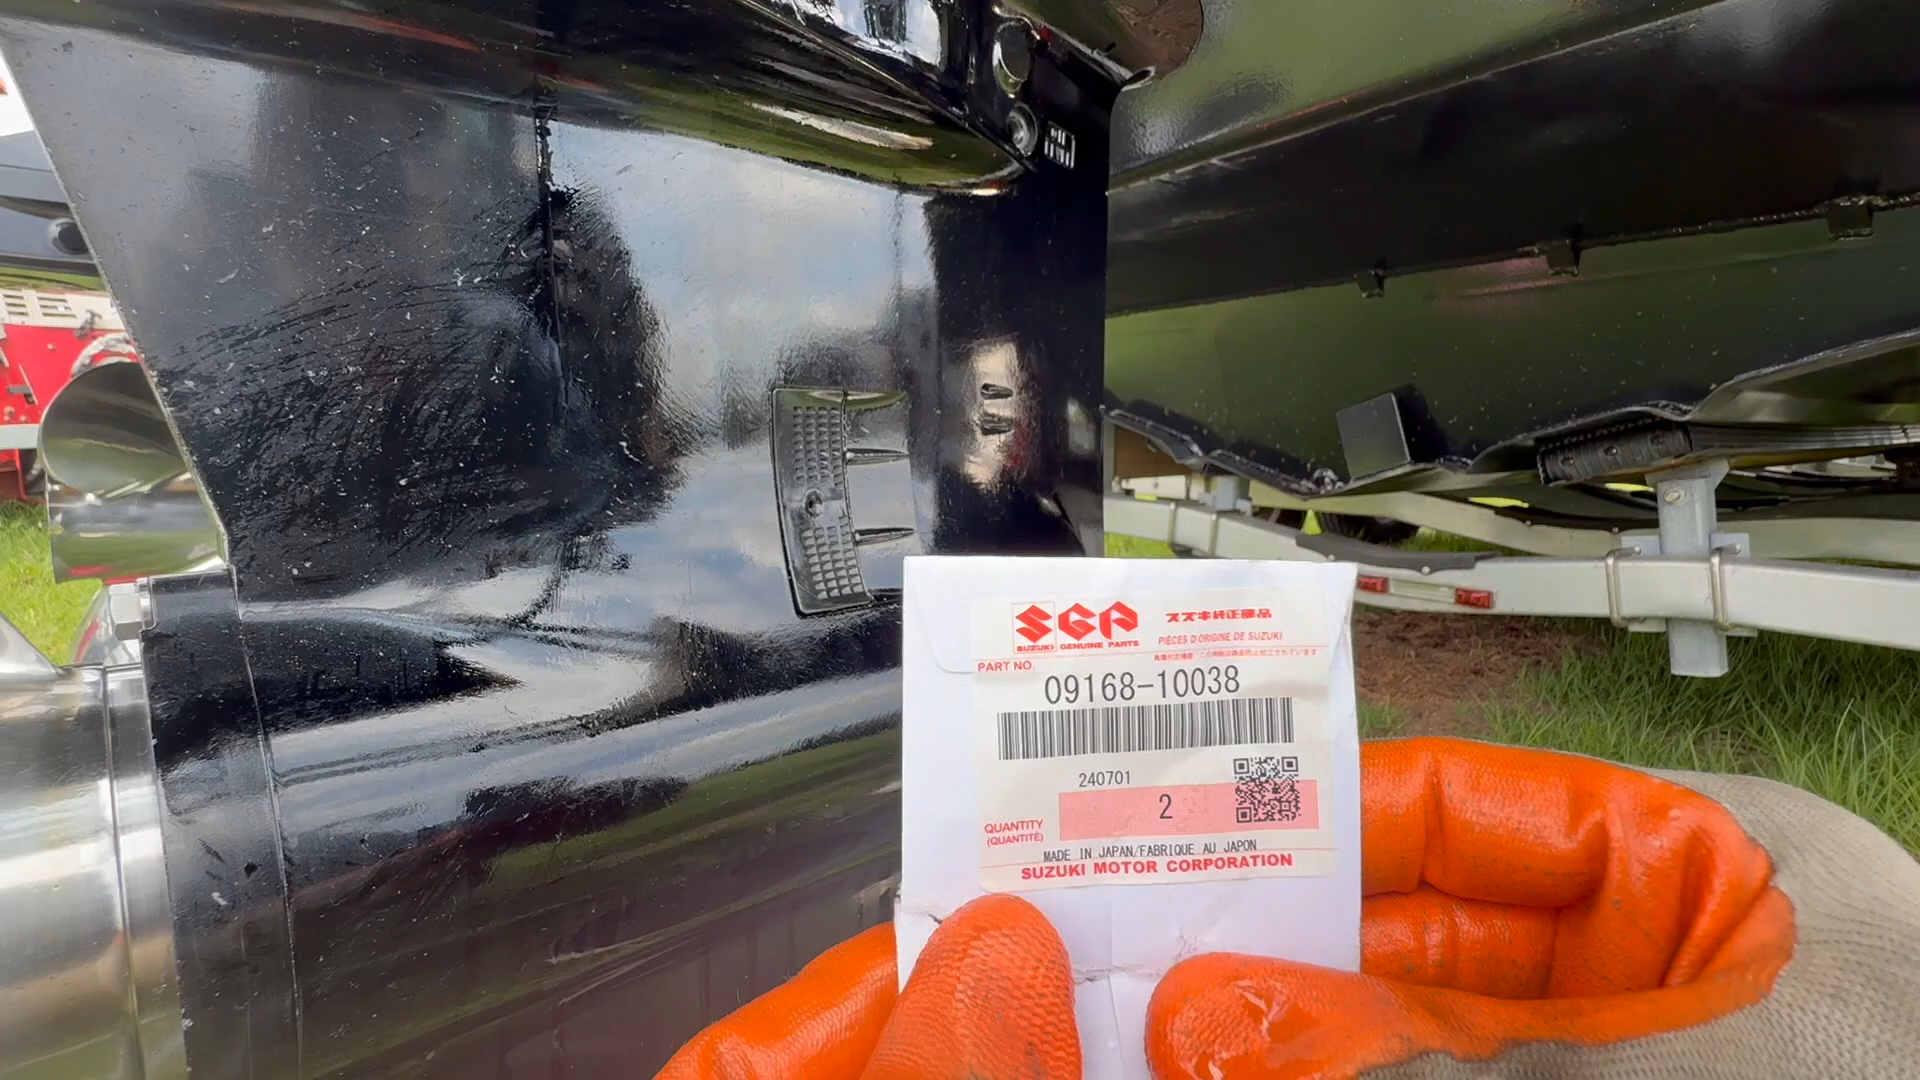 SGP
スズキ純正部品
SUZUKI GENUINE PARTS
PIÈCES D'ORIGINE DE SUZUKI
PART NO.
09168-10038
240701
2
QUANTITY
(QUANTITÉ)
MADE IN JAPAN/FABRIQUE AU JAPON
SUZUKI MOTOR CORPORATION